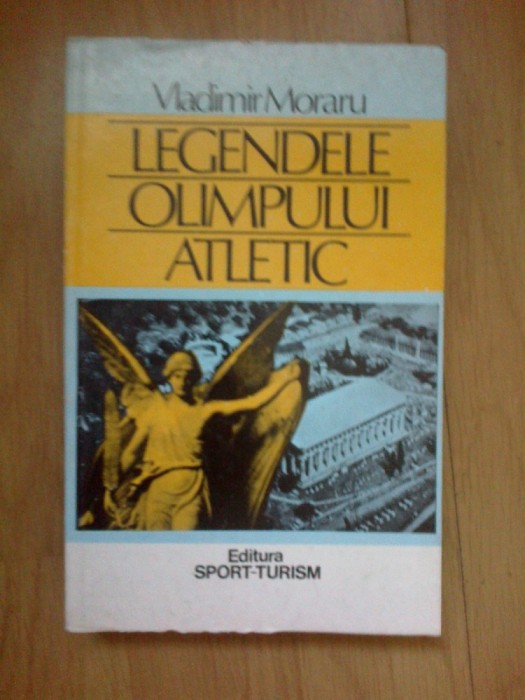 Vladimir Moraru
LEGENDELE
OLIMPULUI
ATLETIC
Editura
SPORT-TURISM